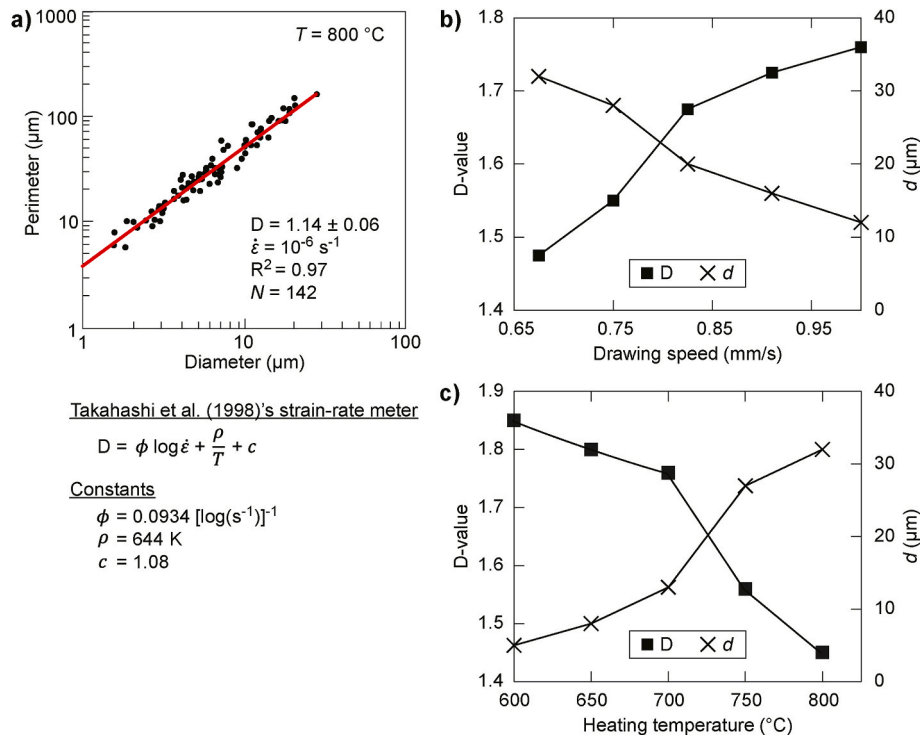 a)
T = 800 °C
1000
100
10
1
Perimeter (µm)
D = 1.14 ± 0.06
ε̇ = 10⁻⁶ s⁻¹
R² = 0.97
N = 142
1 10 100
Diameter (µm)
Takahashi et al. (1998)'s strain-rate meter
D = ϕ log ε̇ + ρ/T + c
Constants
ϕ = 0.0934 [log(s⁻¹)]⁻¹
ρ = 644 K
c = 1.08
b)
1.8
1.7
1.6
1.5
1.4
D-value
40
30
20
10
0
d (µm)
D d
0.65 0.75 0.85 0.95
Drawing speed (mm/s)
c)
1.9
1.8
1.7
1.6
1.5
1.4
D-value
40
30
20
10
0
d (µm)
D d
600 650 700 750 800
Heating temperature (°C)